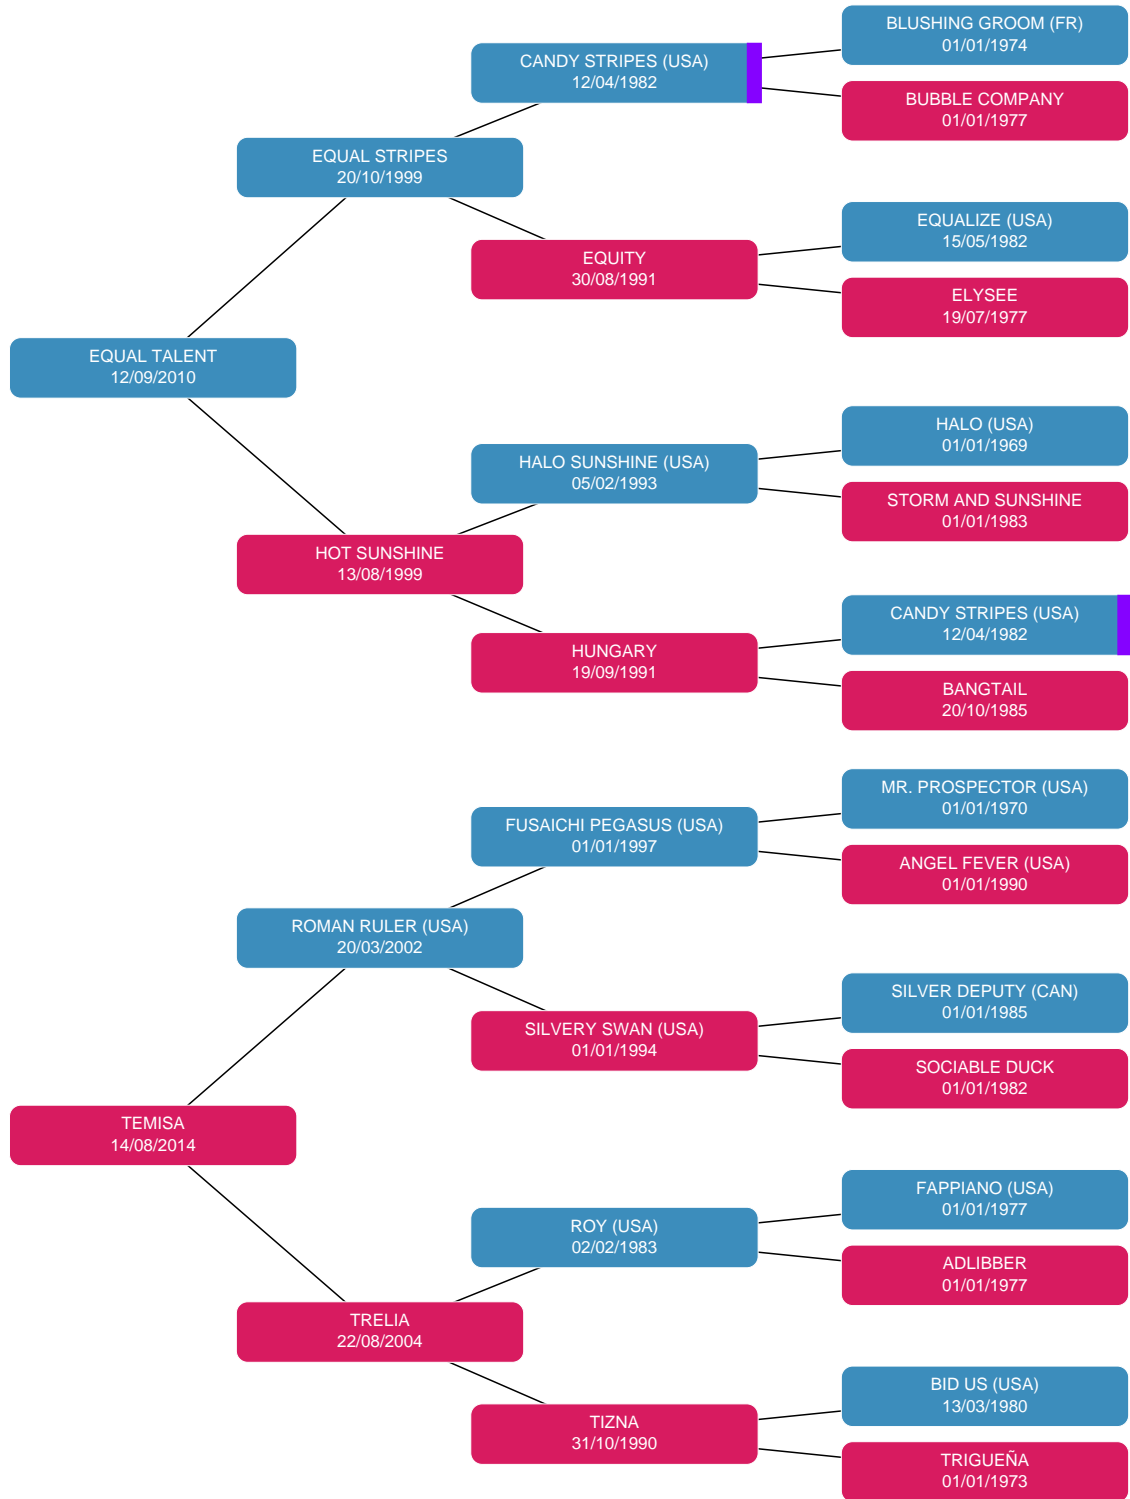 BLUSHING GROOM (FR)
01/01/1974
CANDY STRIPES (USA)
12/04/1982
BUBBLE COMPANY
01/01/1977
EQUAL STRIPES
20/10/1999
EQUALIZE (USA)
15/05/1982
EQUITY
30/08/1991
ELYSEE
19/07/1977
EQUAL TALENT
12/09/2010
HALO (USA)
01/01/1969
HALO SUNSHINE (USA)
05/02/1993
STORM AND SUNSHINE
01/01/1983
HOT SUNSHINE
13/08/1999
CANDY STRIPES (USA)
12/04/1982
HUNGARY
19/09/1991
BANGTAIL
20/10/1985
MR. PROSPECTOR (USA)
01/01/1970
FUSAICHI PEGASUS (USA)
01/01/1997
ANGEL FEVER (USA)
01/01/1990
ROMAN RULER (USA)
20/03/2002
SILVER DEPUTY (CAN)
01/01/1985
SILVERY SWAN (USA)
01/01/1994
SOCIABLE DUCK
01/01/1982
TEMISA
14/08/2014
FAPPIANO (USA)
01/01/1977
ROY (USA)
02/02/1983
ADLIBBER
01/01/1977
TRELIA
22/08/2004
BID US (USA)
13/03/1980
TIZNA
31/10/1990
TRIGUEÑA
01/01/1973